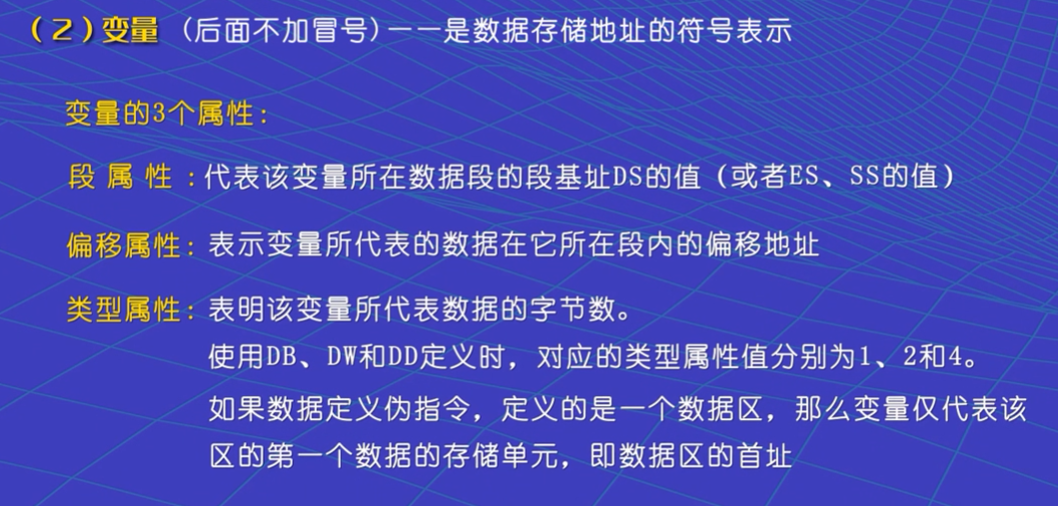 （2）变量 (后面不加冒号)——是数据存储地址的符号表示
变量的3个属性：
段 属 性 ：代表该变量所在数据段的段基址DS的值（或者ES、SS的值）
偏移属性：表示变量所代表的数据在它所在段内的偏移地址
类型属性：表明该变量所代表数据的字节数。
使用DB、DW和DD定义时，对应的类型属性值分别为1、2和4。
如果数据定义伪指令，定义的是一个数据区，那么变量仅代表该
区的第一个数据的存储单元，即数据区的首址